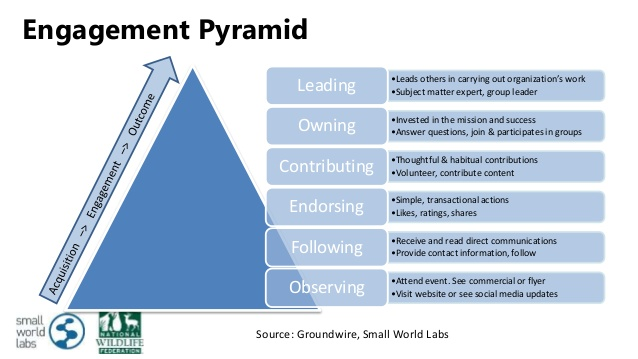 Engagement Pyramid
Acquisition –> Engagement –> Outcome
Leading
•Leads others in carrying out organization's work
•Subject matter expert, group leader
Owning
•Invested in the mission and success
•Answer questions, join & participates in groups
Contributing
•Thoughtful & habitual contributions
•Volunteer, contribute content
Endorsing
•Simple, transactional actions
•Likes, ratings, shares
Following
•Receive and read direct communications
•Provide contact information, follow
Observing
•Attend event. See commercial or flyer
•Visit website or see social media updates
small
world
labs
NATIONAL
WILDLIFE
FEDERATION
Source: Groundwire, Small World Labs